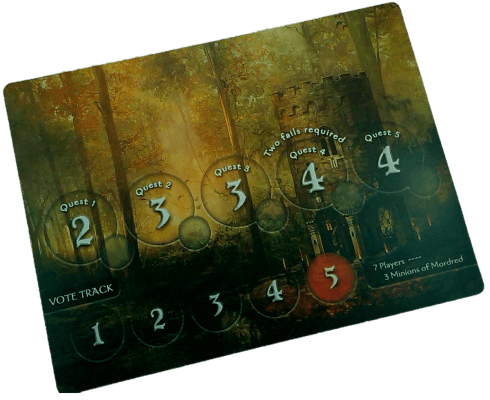 Quest 1
2
Quest 2
3
Quest 3
3
Two fails required
Quest 4
4
Quest 5
4
VOTE TRACK
1
2
3
4
5
7 Players ----
3 Minions of Mordred